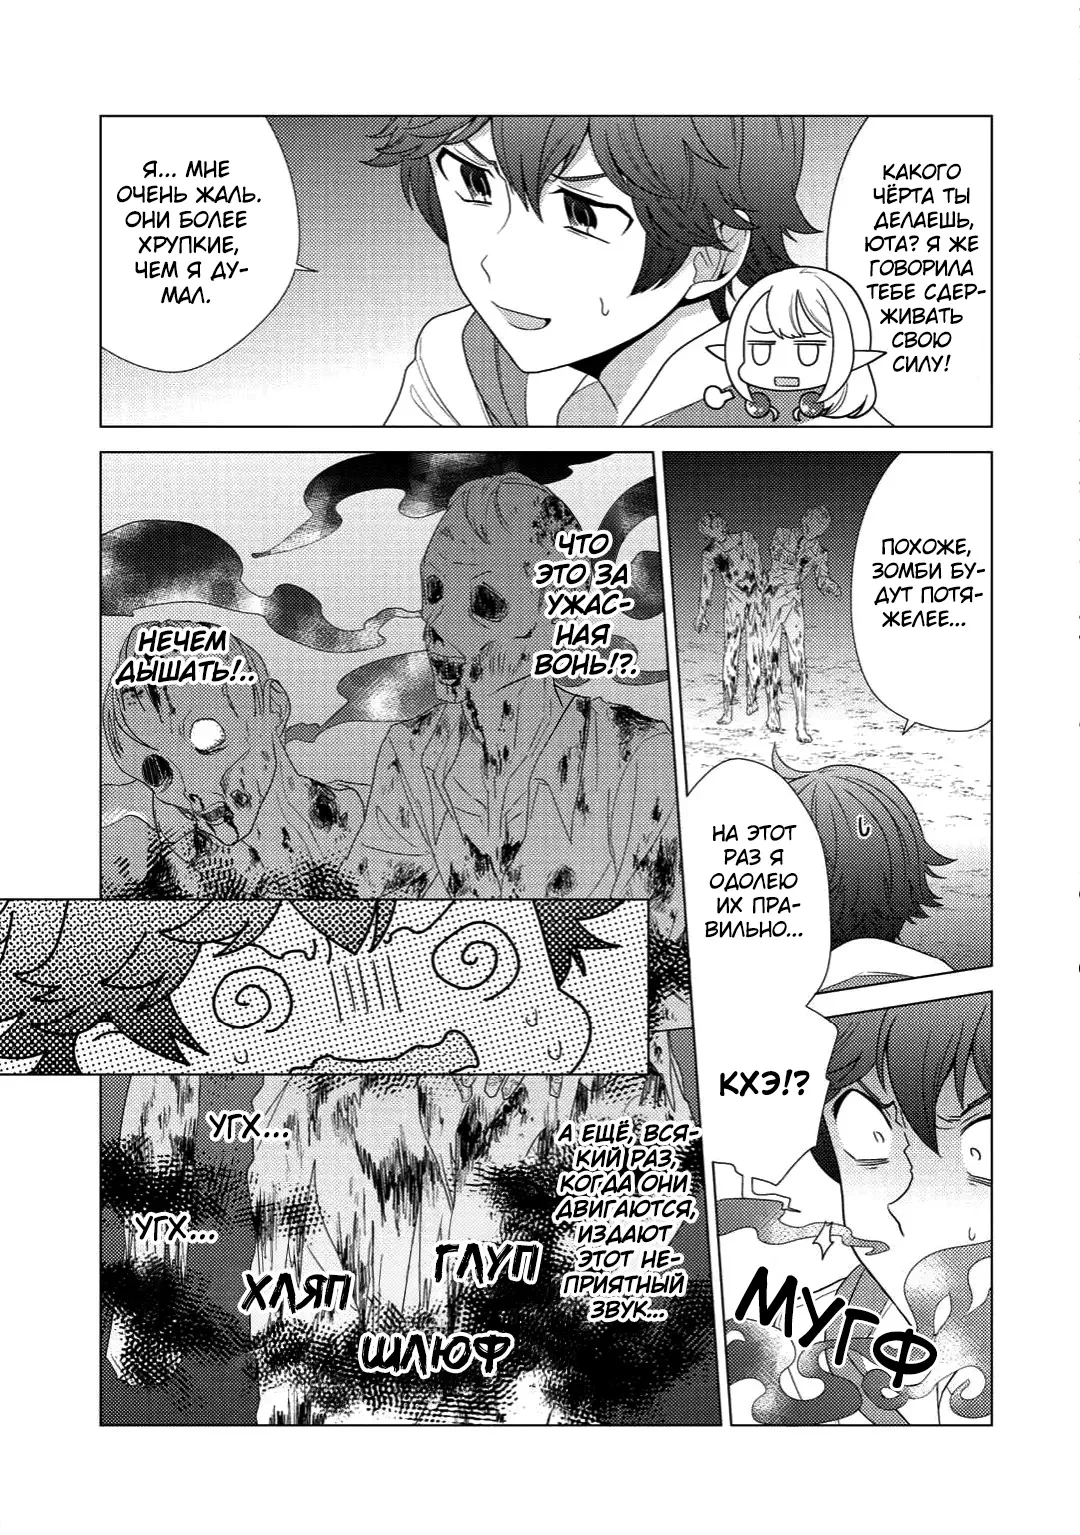 КАКОГО
ЧЁРТА ТЫ
ДЕЛАЕШЬ,
ЮТА? Я ЖЕ
ГОВОРИЛА
ТЕБЕ СДЕР-
ЖИВАТЬ
СВОЮ
СИЛУ!
Я... МНЕ
ОЧЕНЬ ЖАЛЬ.
ОНИ БОЛЕЕ
ХРУПКИЕ,
ЧЕМ Я ДУ-
МАЛ.
ПОХОЖЕ,
ЗОМБИ БУ-
ДУТ ПОТЯ-
ЖЕЛЕЕ...
НА ЭТОТ
РАЗ Я
ОДОЛЕЮ
ИХ ПРА-
ВИЛЬНО...
КХЭ!?
МУГФ
ЧТО
ЭТО ЗА
УЖАС-
НАЯ
ВОНЬ!?.
НЕЧЕМ
ДЫШАТЬ!..
А ЕЩЁ, ВСЯ-
КИЙ РАЗ,
КОГДА ОНИ
ДВИГАЮТСЯ,
ИЗДАЮТ
ЭТОТ НЕ-
ПРИЯТНЫЙ
ЗВУК...
УГХ...
УГХ...
ГЛУП
ХЛЯП
ШЛЮФ